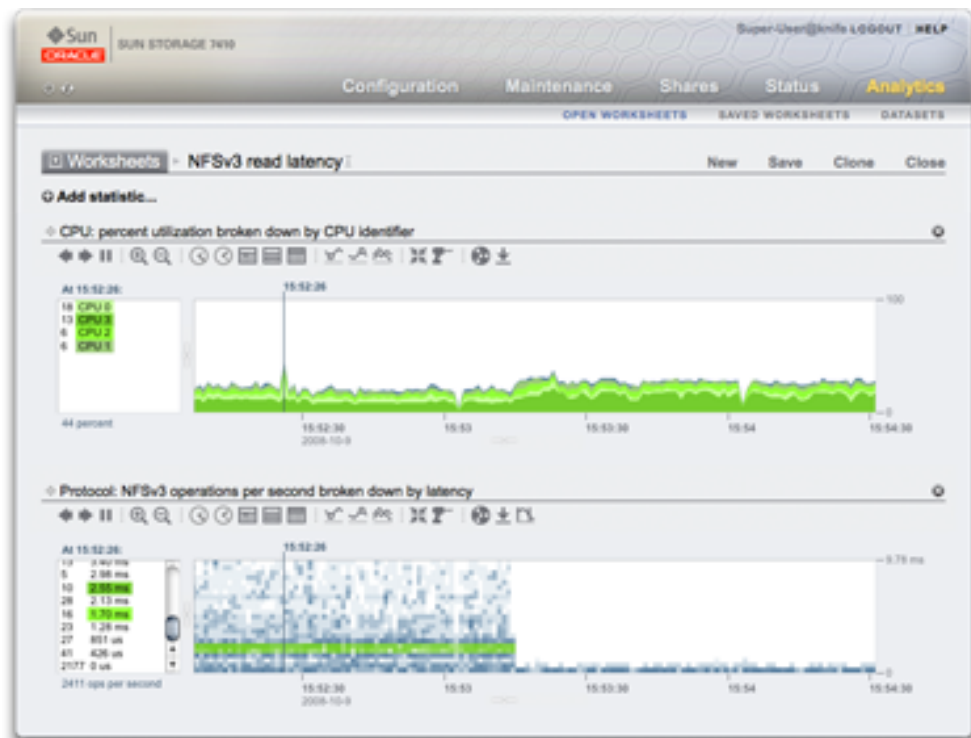 Sun
ORACLE
SUN STORAGE 7410
Super-User@knife LOGOUT HELP
Configuration Maintenance Shares Status Analytics
OPEN WORKSHEETS SAVED WORKSHEETS DATASETS
Worksheets NFSv3 read latency
New Save Clone Close
Add statistic...
CPU: percent utilization broken down by CPU identifier
At 15:52:26:
15:52:26
18 CPU 0
13 CPU 3
6 CPU 2
6 CPU 1
100
0
44 percent
15:52:30 15:53 15:53:30 15:54 15:54:30
2008-10-9
Protocol: NFSv3 operations per second broken down by latency
At 15:52:26:
15:52:26
13 3.40 ms
5 2.98 ms
10 2.55 ms
28 2.13 ms
16 1.70 ms
23 1.28 ms
27 851 us
41 426 us
2177 0 us
9.78 ms
0
2411 ops per second
15:52:30 15:53 15:53:30 15:54 15:54:30
2008-10-9